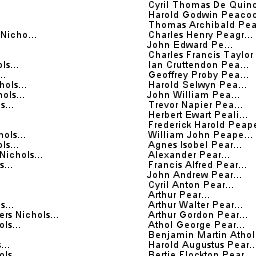 Cyril Thomas De Quinc
Harold Godwin Peacoc
Thomas Archibald Pea
Nicho... Charles Henry Peagr...
John Edward Pe...
Charles Francis Taylor
ols... Ian Cruttendon Pea...
... Geoffrey Proby Pea...
hols... Harold Selwyn Pea...
nols... John William Pea...
s... Trevor Napier Pea...
Herbert Ewart Peali...
Frederick Harold Peape
nols... William John Peape...
ols... Agnes Isobel Pear...
Nichols... Alexander Pear...
s... Francis Alfred Pear...
John Andrew Pear...
Cyril Anton Pear...
Arthur Pear...
s... Arthur Walter Pear...
ers Nichols... Arthur Gordon Pear...
ols... Athol George Pear...
Benjamin Martin Athol
... Harold Augustus Pear..
ols Bertie Flockton Pear